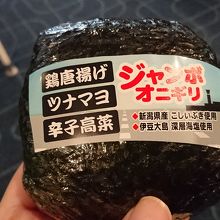 鶏唐揚げ
ツナマヨ
辛子高菜
ジャンボ
オニギリ
●新潟県産 こしいぶき使用
●伊豆大島 深層海塩使用